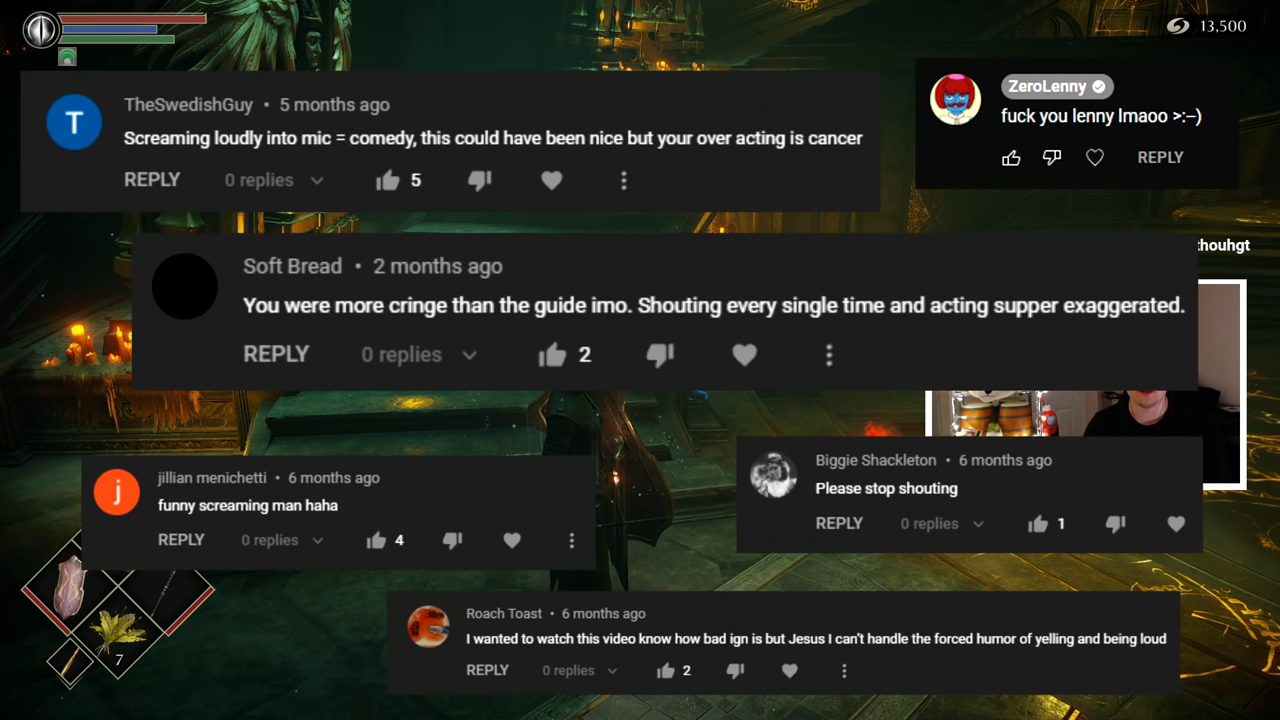 13,500
TheSwedishGuy • 5 months ago
Screaming loudly into mic = comedy, this could have been nice but your over acting is cancer
REPLY 0 replies 5
T
ZeroLenny
fuck you lenny lmaoo >:–)
REPLY
thouhgt
Soft Bread • 2 months ago
You were more cringe than the guide imo. Shouting every single time and acting supper exaggerated.
REPLY 0 replies 2
jillian menichetti • 6 months ago
j
funny screaming man haha
REPLY 0 replies 4
Biggie Shackleton • 6 months ago
Please stop shouting
REPLY 0 replies 1
Roach Toast • 6 months ago
I wanted to watch this video know how bad ign is but Jesus I can't handle the forced humor of yelling and being loud
REPLY 0 replies 2
7